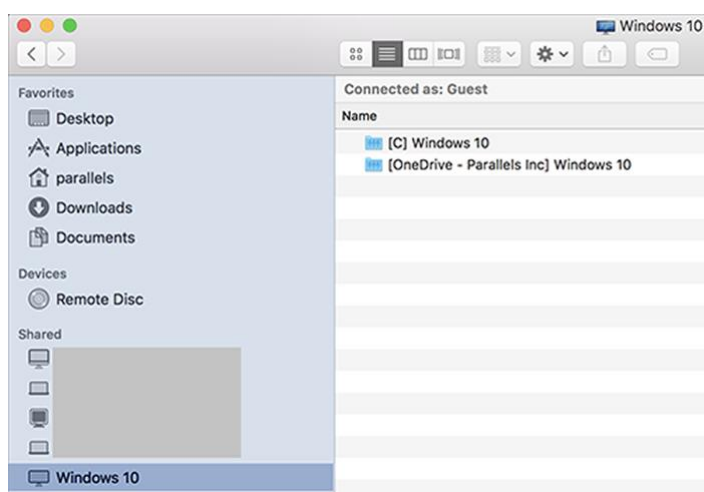 Windows 10
Favorites
Desktop
Applications
parallels
Downloads
Documents
Devices
Remote Disc
Shared
Windows 10
Connected as: Guest
Name
[C] Windows 10
[OneDrive - Parallels Inc] Windows 10